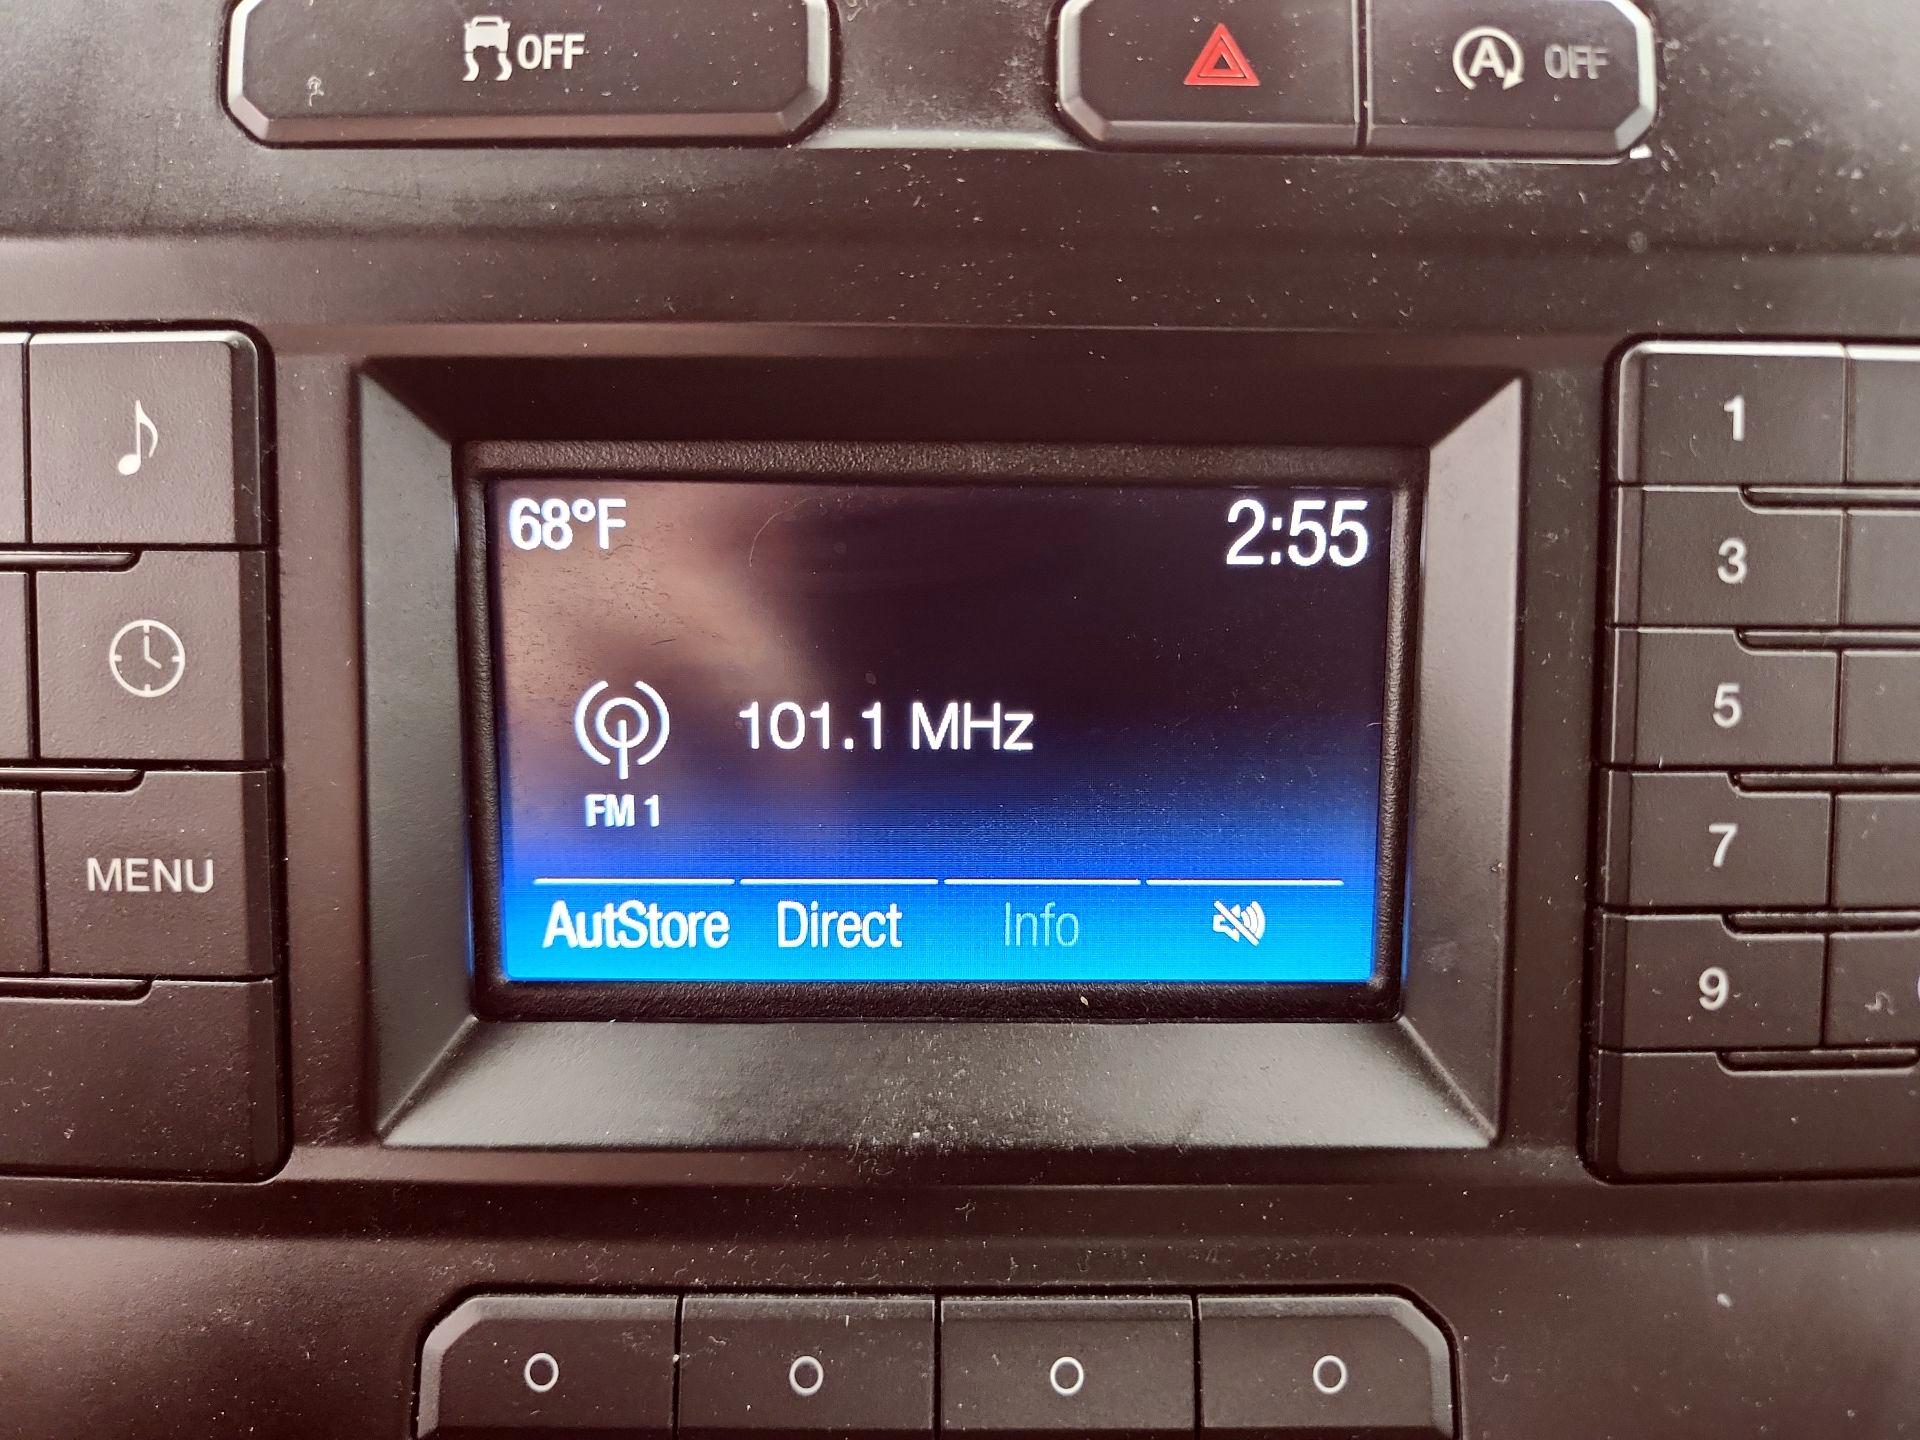 OFF
A OFF
68°F 2:55
101.1 MHz
FM 1
AutStore Direct Info
MENU
1
3
5
7
9